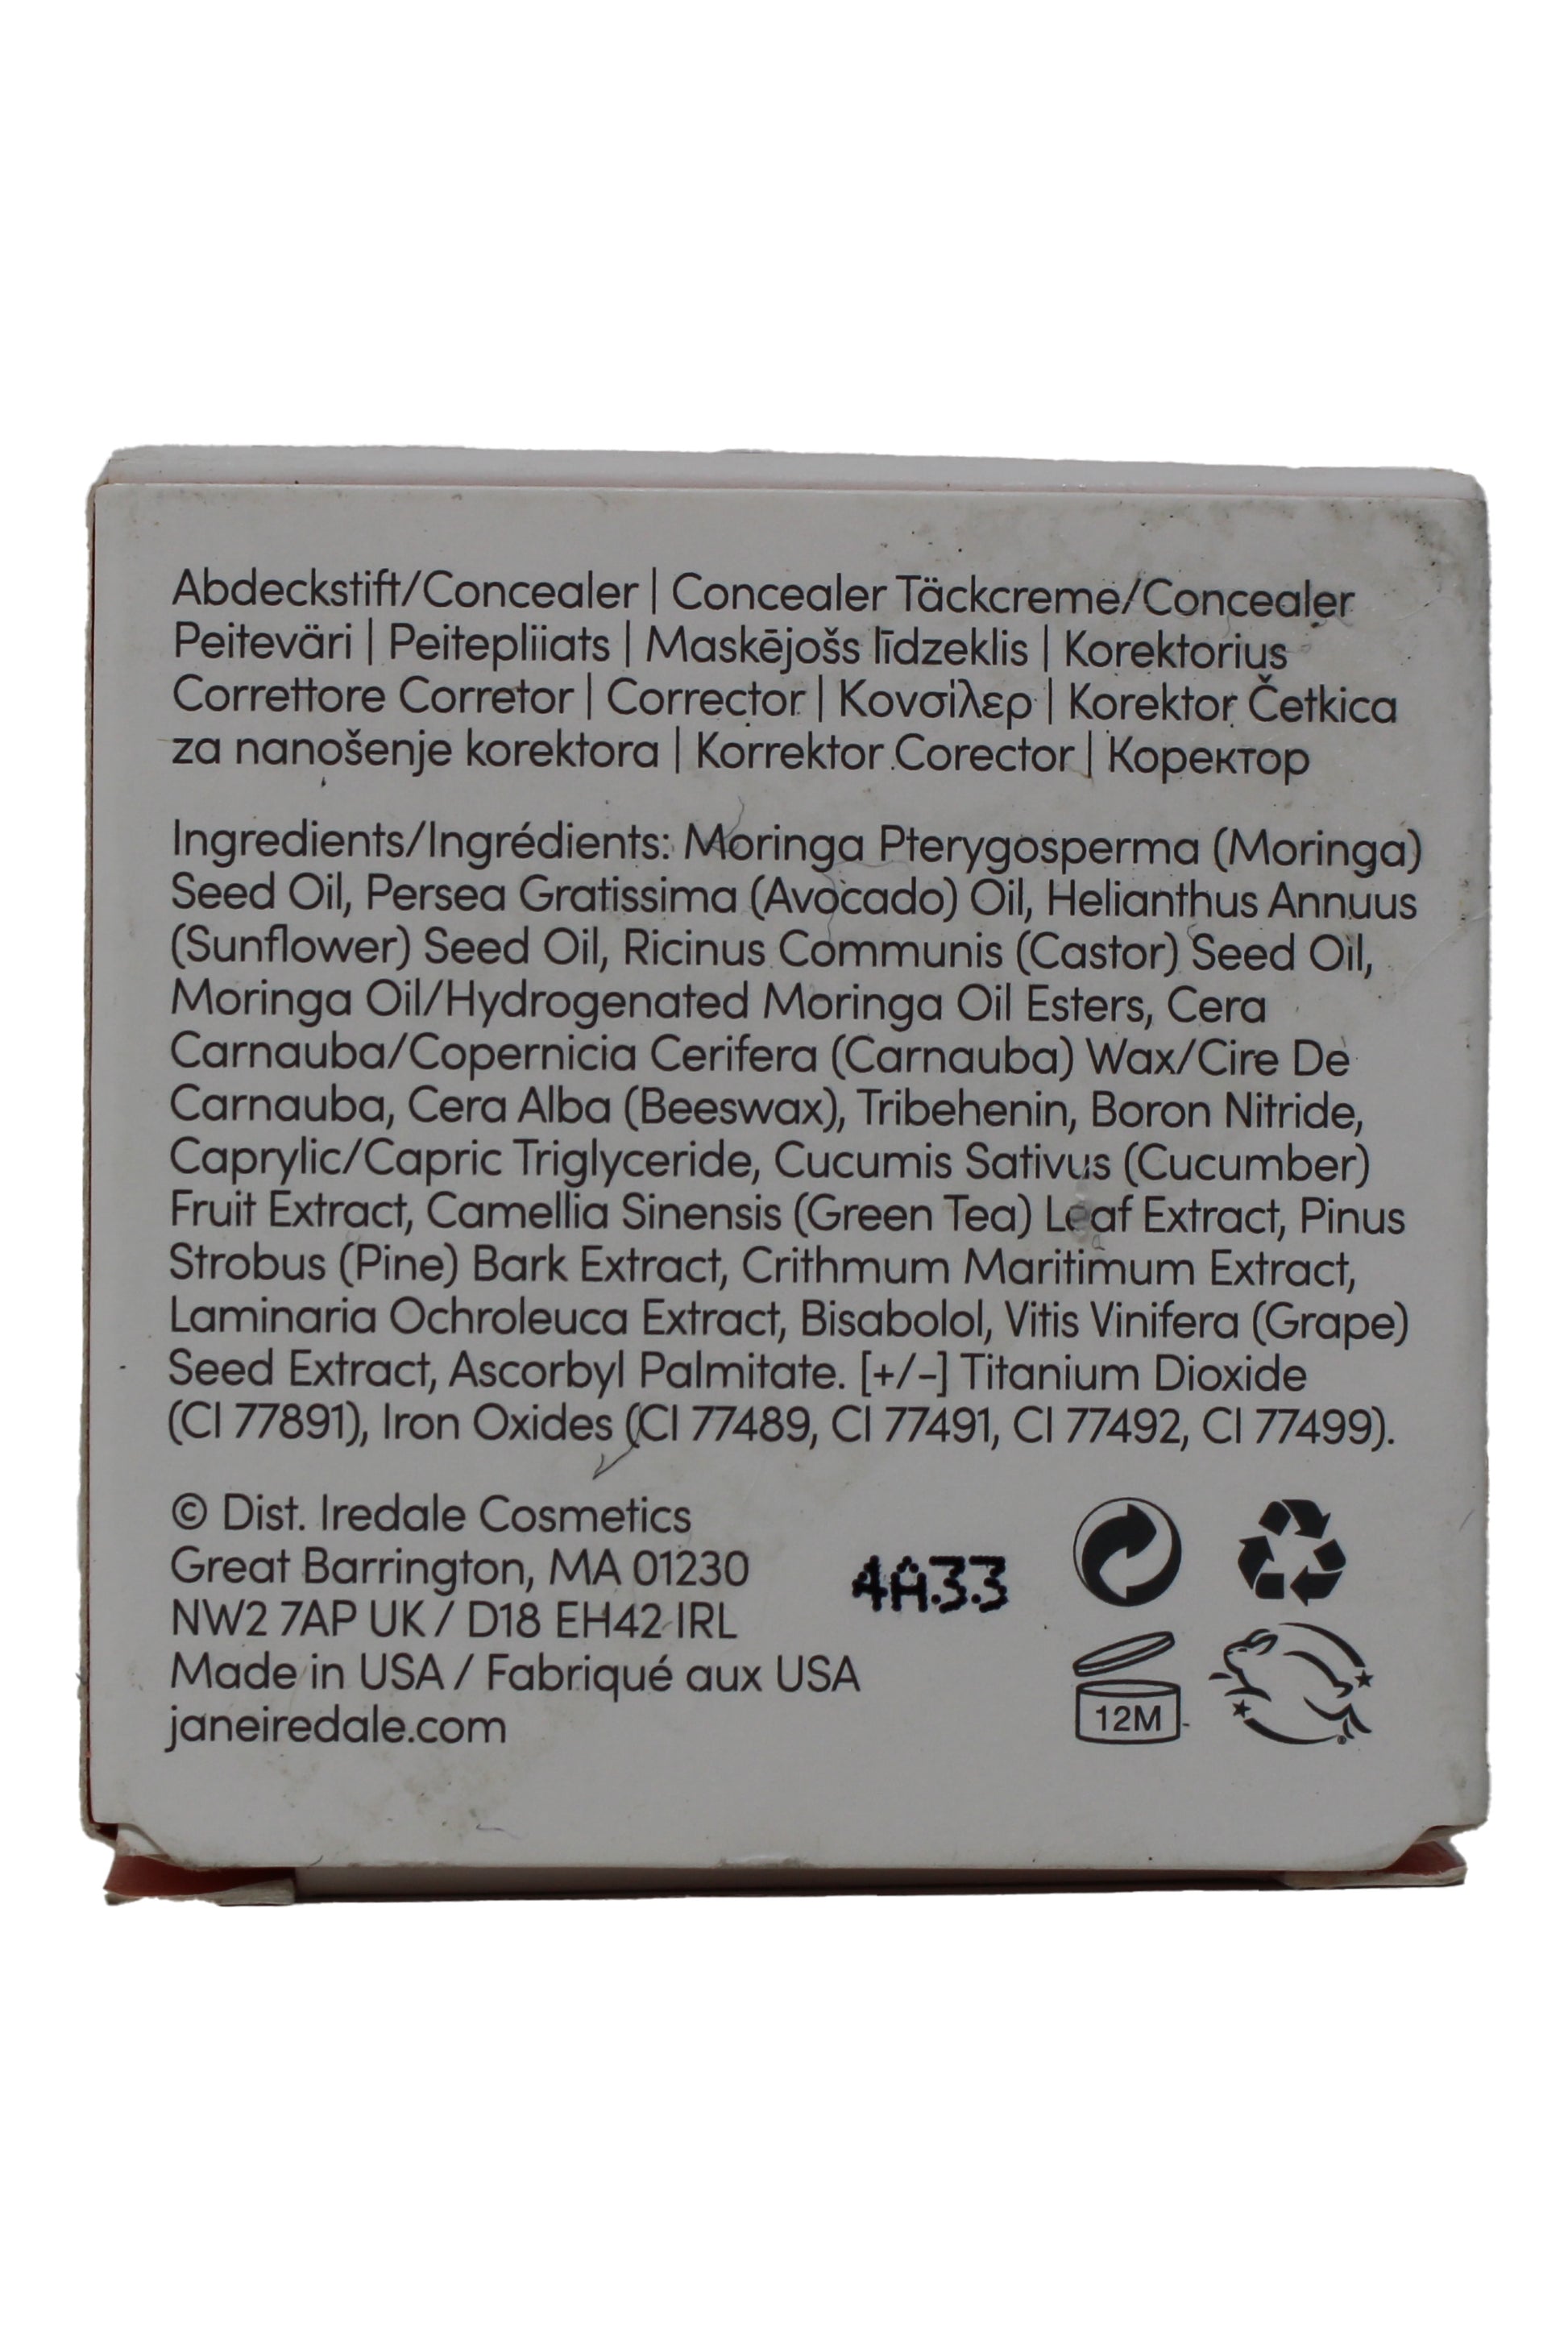 Abdeckstift/Concealer | Concealer Täckcreme/Concealer
Peiteväri | Peitepliiats | Maskējošs līdzeklis | Korektorius
Correttore Corretor | Corrector | Κονσίλερ | Korektor Četkica
za nanošenje korektora | Korrektor Corector | Коректор
Ingredients/Ingrédients: Moringa Pterygosperma (Moringa)
Seed Oil, Persea Gratissima (Avocado) Oil, Helianthus Annuus
(Sunflower) Seed Oil, Ricinus Communis (Castor) Seed Oil,
Moringa Oil/Hydrogenated Moringa Oil Esters, Cera
Carnauba/Copernicia Cerifera (Carnauba) Wax/Cire De
Carnauba, Cera Alba (Beeswax), Tribehenin, Boron Nitride,
Caprylic/Capric Triglyceride, Cucumis Sativus (Cucumber)
Fruit Extract, Camellia Sinensis (Green Tea) Leaf Extract, Pinus
Strobus (Pine) Bark Extract, Crithmum Maritimum Extract,
Laminaria Ochroleuca Extract, Bisabolol, Vitis Vinifera (Grape)
Seed Extract, Ascorbyl Palmitate. [+/-] Titanium Dioxide
(CI 77891), Iron Oxides (CI 77489, CI 77491, CI 77492, CI 77499).
© Dist. Iredale Cosmetics
Great Barrington, MA 01230
NW2 7AP UK / D18 EH42 IRL
Made in USA / Fabriqué aux USA
janeiredale.com
4A33
12M